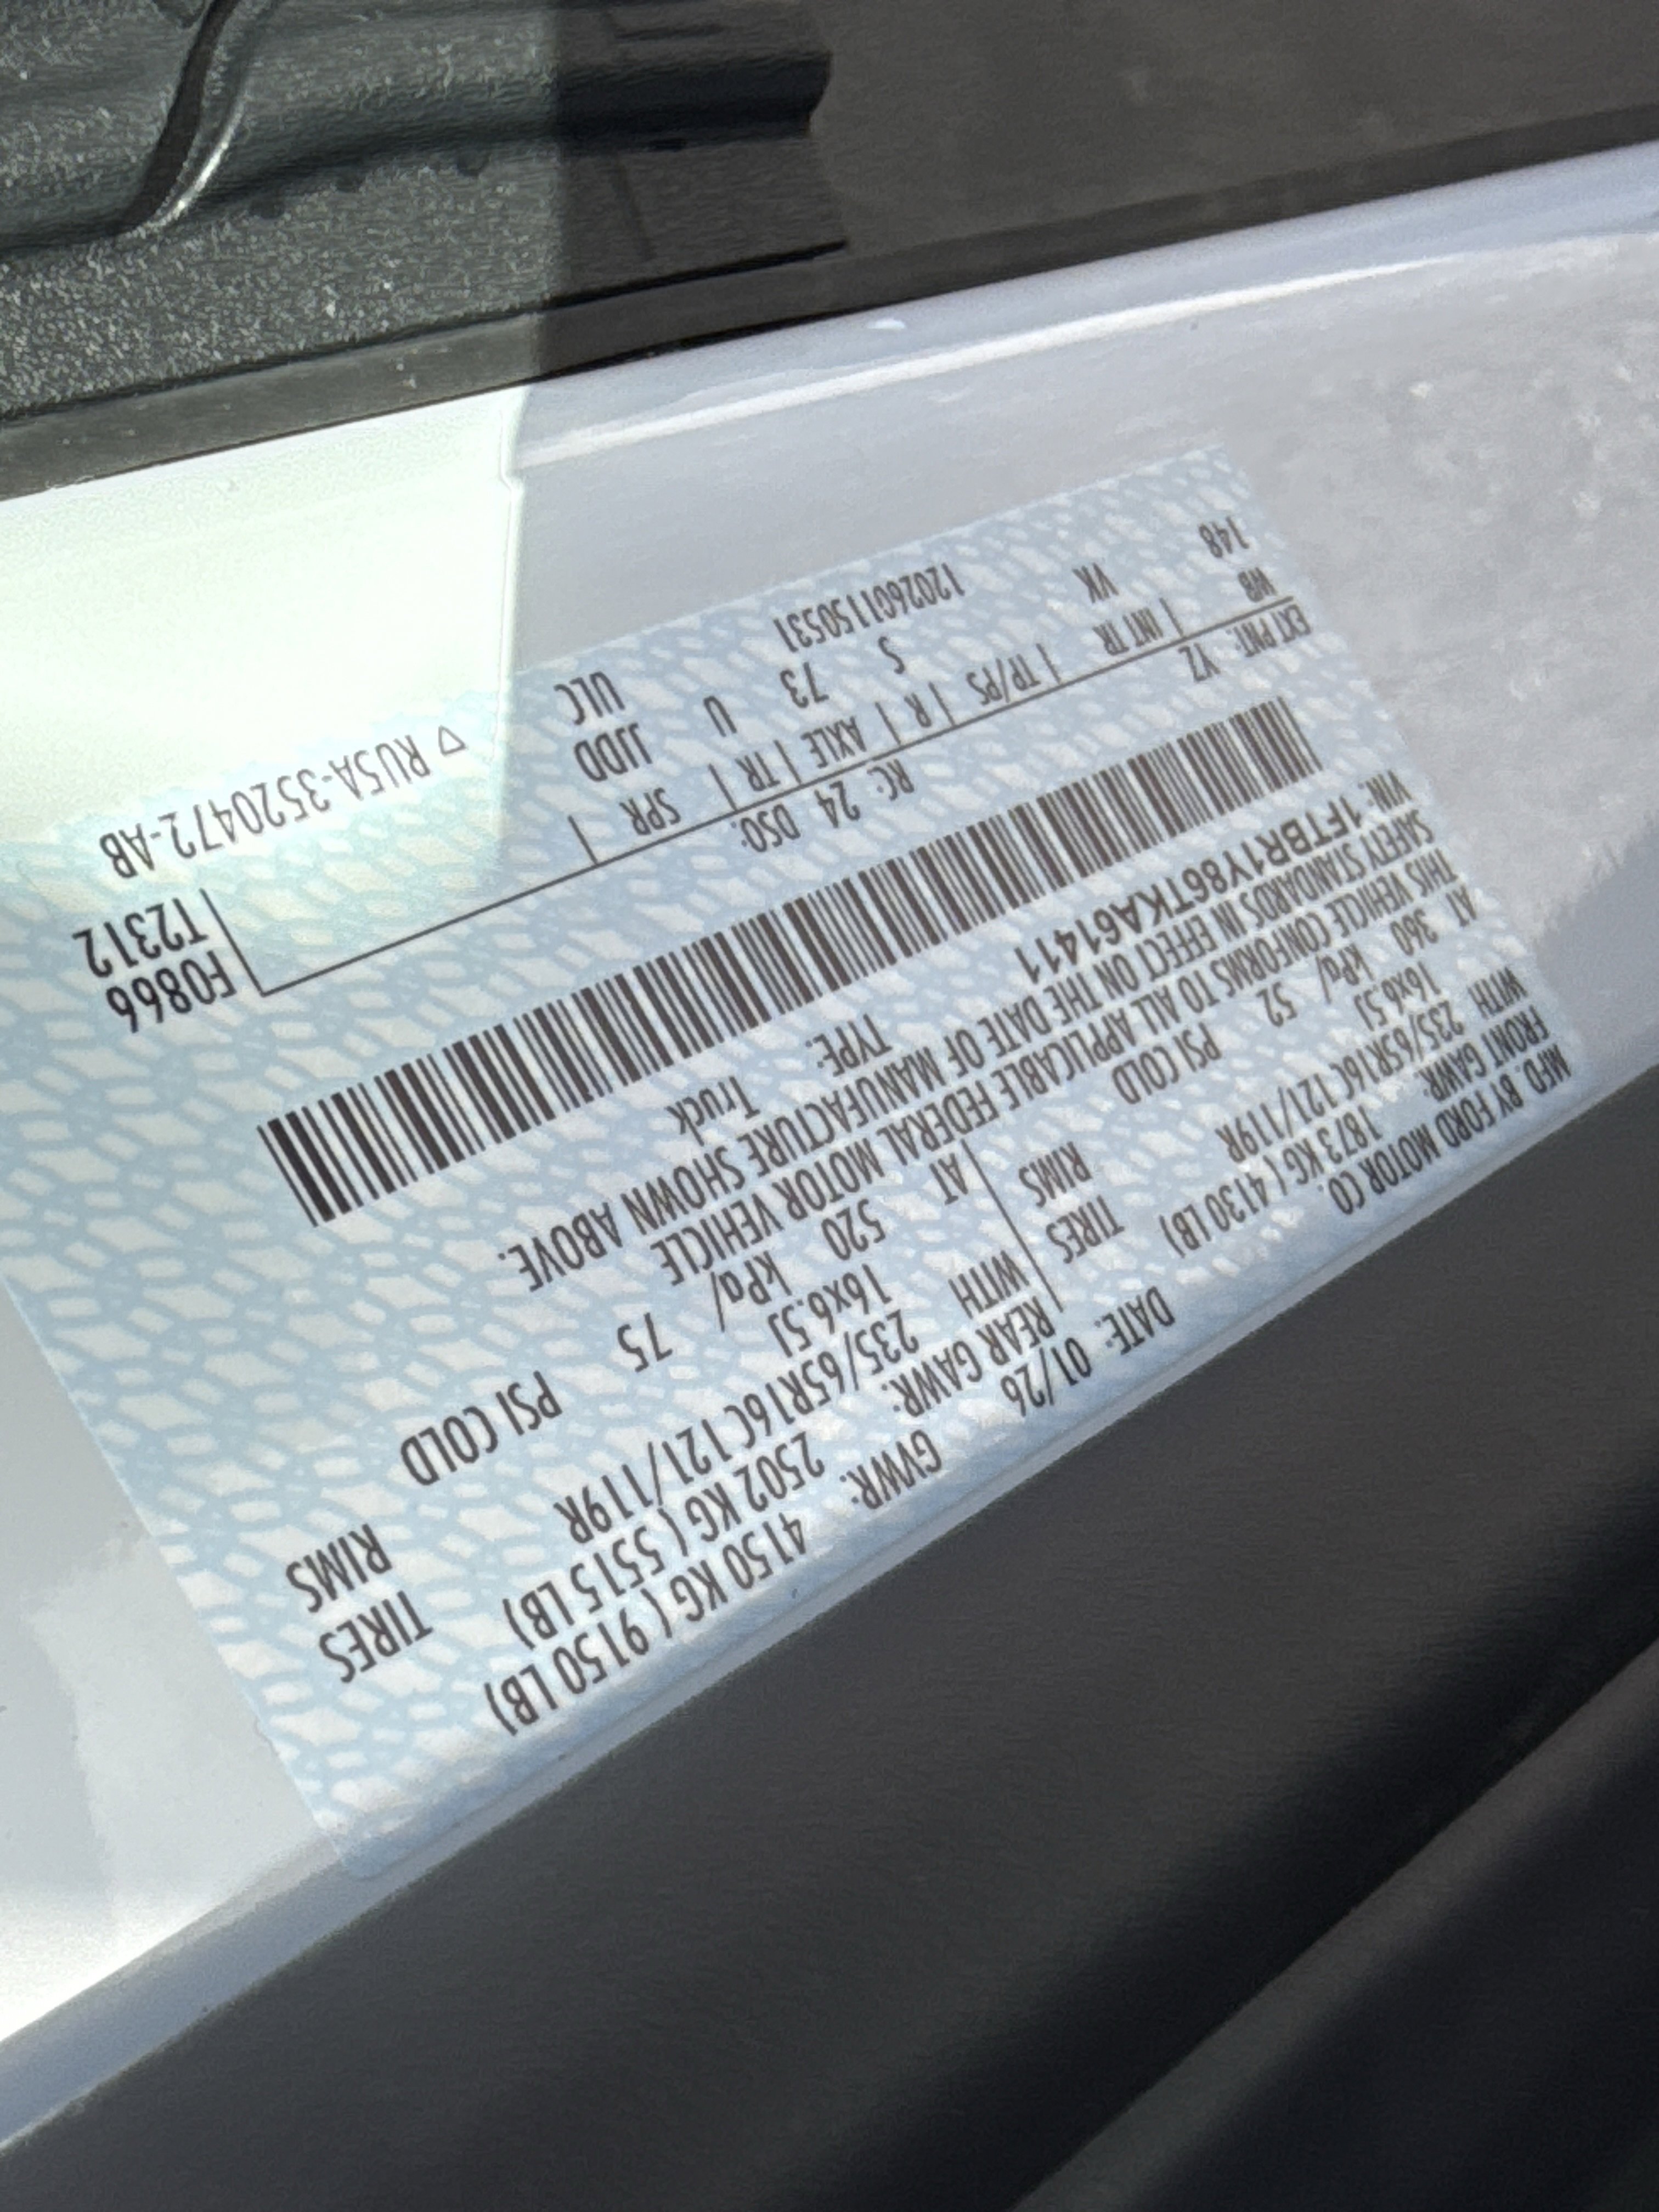 MFD. BY FORD MOTOR CO.
DATE: 01/26 GVWR: 4150 KG ( 9150 LB)
FRONT GAWR: 1873 KG ( 4130 LB) REAR GAWR: 2502 KG ( 5515 LB)
WITH 235/65R16C 121/119R TIRES WITH 235/65R16C 121/119R TIRES
16x6.5J RIMS 16x6.5J RIMS
AT 360 kPa/ 52 PSI COLD AT 520 kPa/ 75 PSI COLD
THIS VEHICLE CONFORMS TO ALL APPLICABLE FEDERAL MOTOR VEHICLE
SAFETY STANDARDS IN EFFECT ON THE DATE OF MANUFACTURE SHOWN ABOVE.
VIN: 1FTBR1Y86TKA61411 TYPE: Truck
F0866
T2312
EXT PNT: YZ RC: 24 DSO:
WB | INT TR | TP/PS | R | AXLE | TR | SPR |
148 VK S 73 U JJDD
1202601150531 ULC
▽ RU5A-3520472-AB